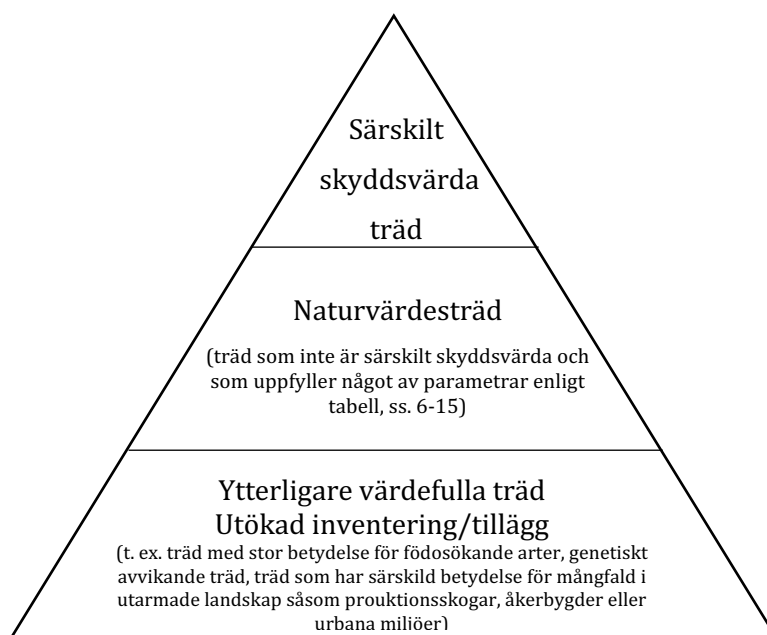 Särskilt
skyddsvärda
träd
Naturvärdesträd
(träd som inte är särskilt skyddsvärda och
som uppfyller något av parametrar enligt
tabell, ss. 6-15)
Ytterligare värdefulla träd
Utökad inventering/tillägg
(t. ex. träd med stor betydelse för födosökande arter, genetiskt
avvikande träd, träd som har särskild betydelse för mångfald i
utarmade landskap såsom prouktionsskogar, åkerbygder eller
urbana miljöer)